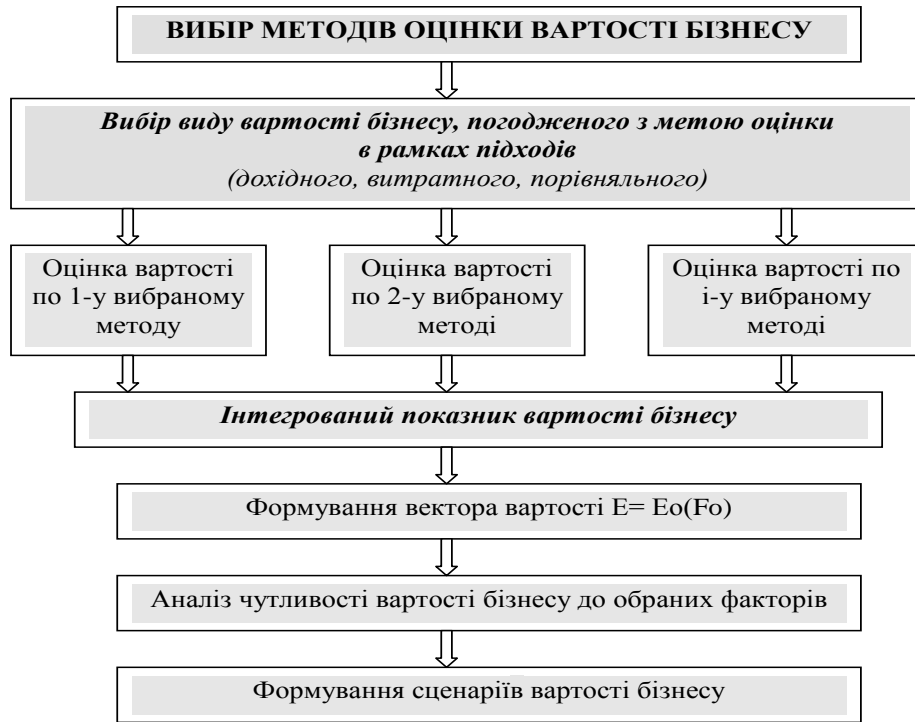 ВИБІР МЕТОДІВ ОЦІНКИ ВАРТОСТІ БІЗНЕСУ
Вибір виду вартості бізнесу, погодженого з метою оцінки
в рамках підходів
(дохідного, витратного, порівняльного)
Оцінка вартості
по 1-у вибраному
методу
Оцінка вартості
по 2-у вибраному
методі
Оцінка вартості по
і-у вибраному
методі
Інтегрований показник вартості бізнесу
Формування вектора вартості E= Eo(Fo)
Аналіз чутливості вартості бізнесу до обраних факторів
Формування сценаріїв вартості бізнесу